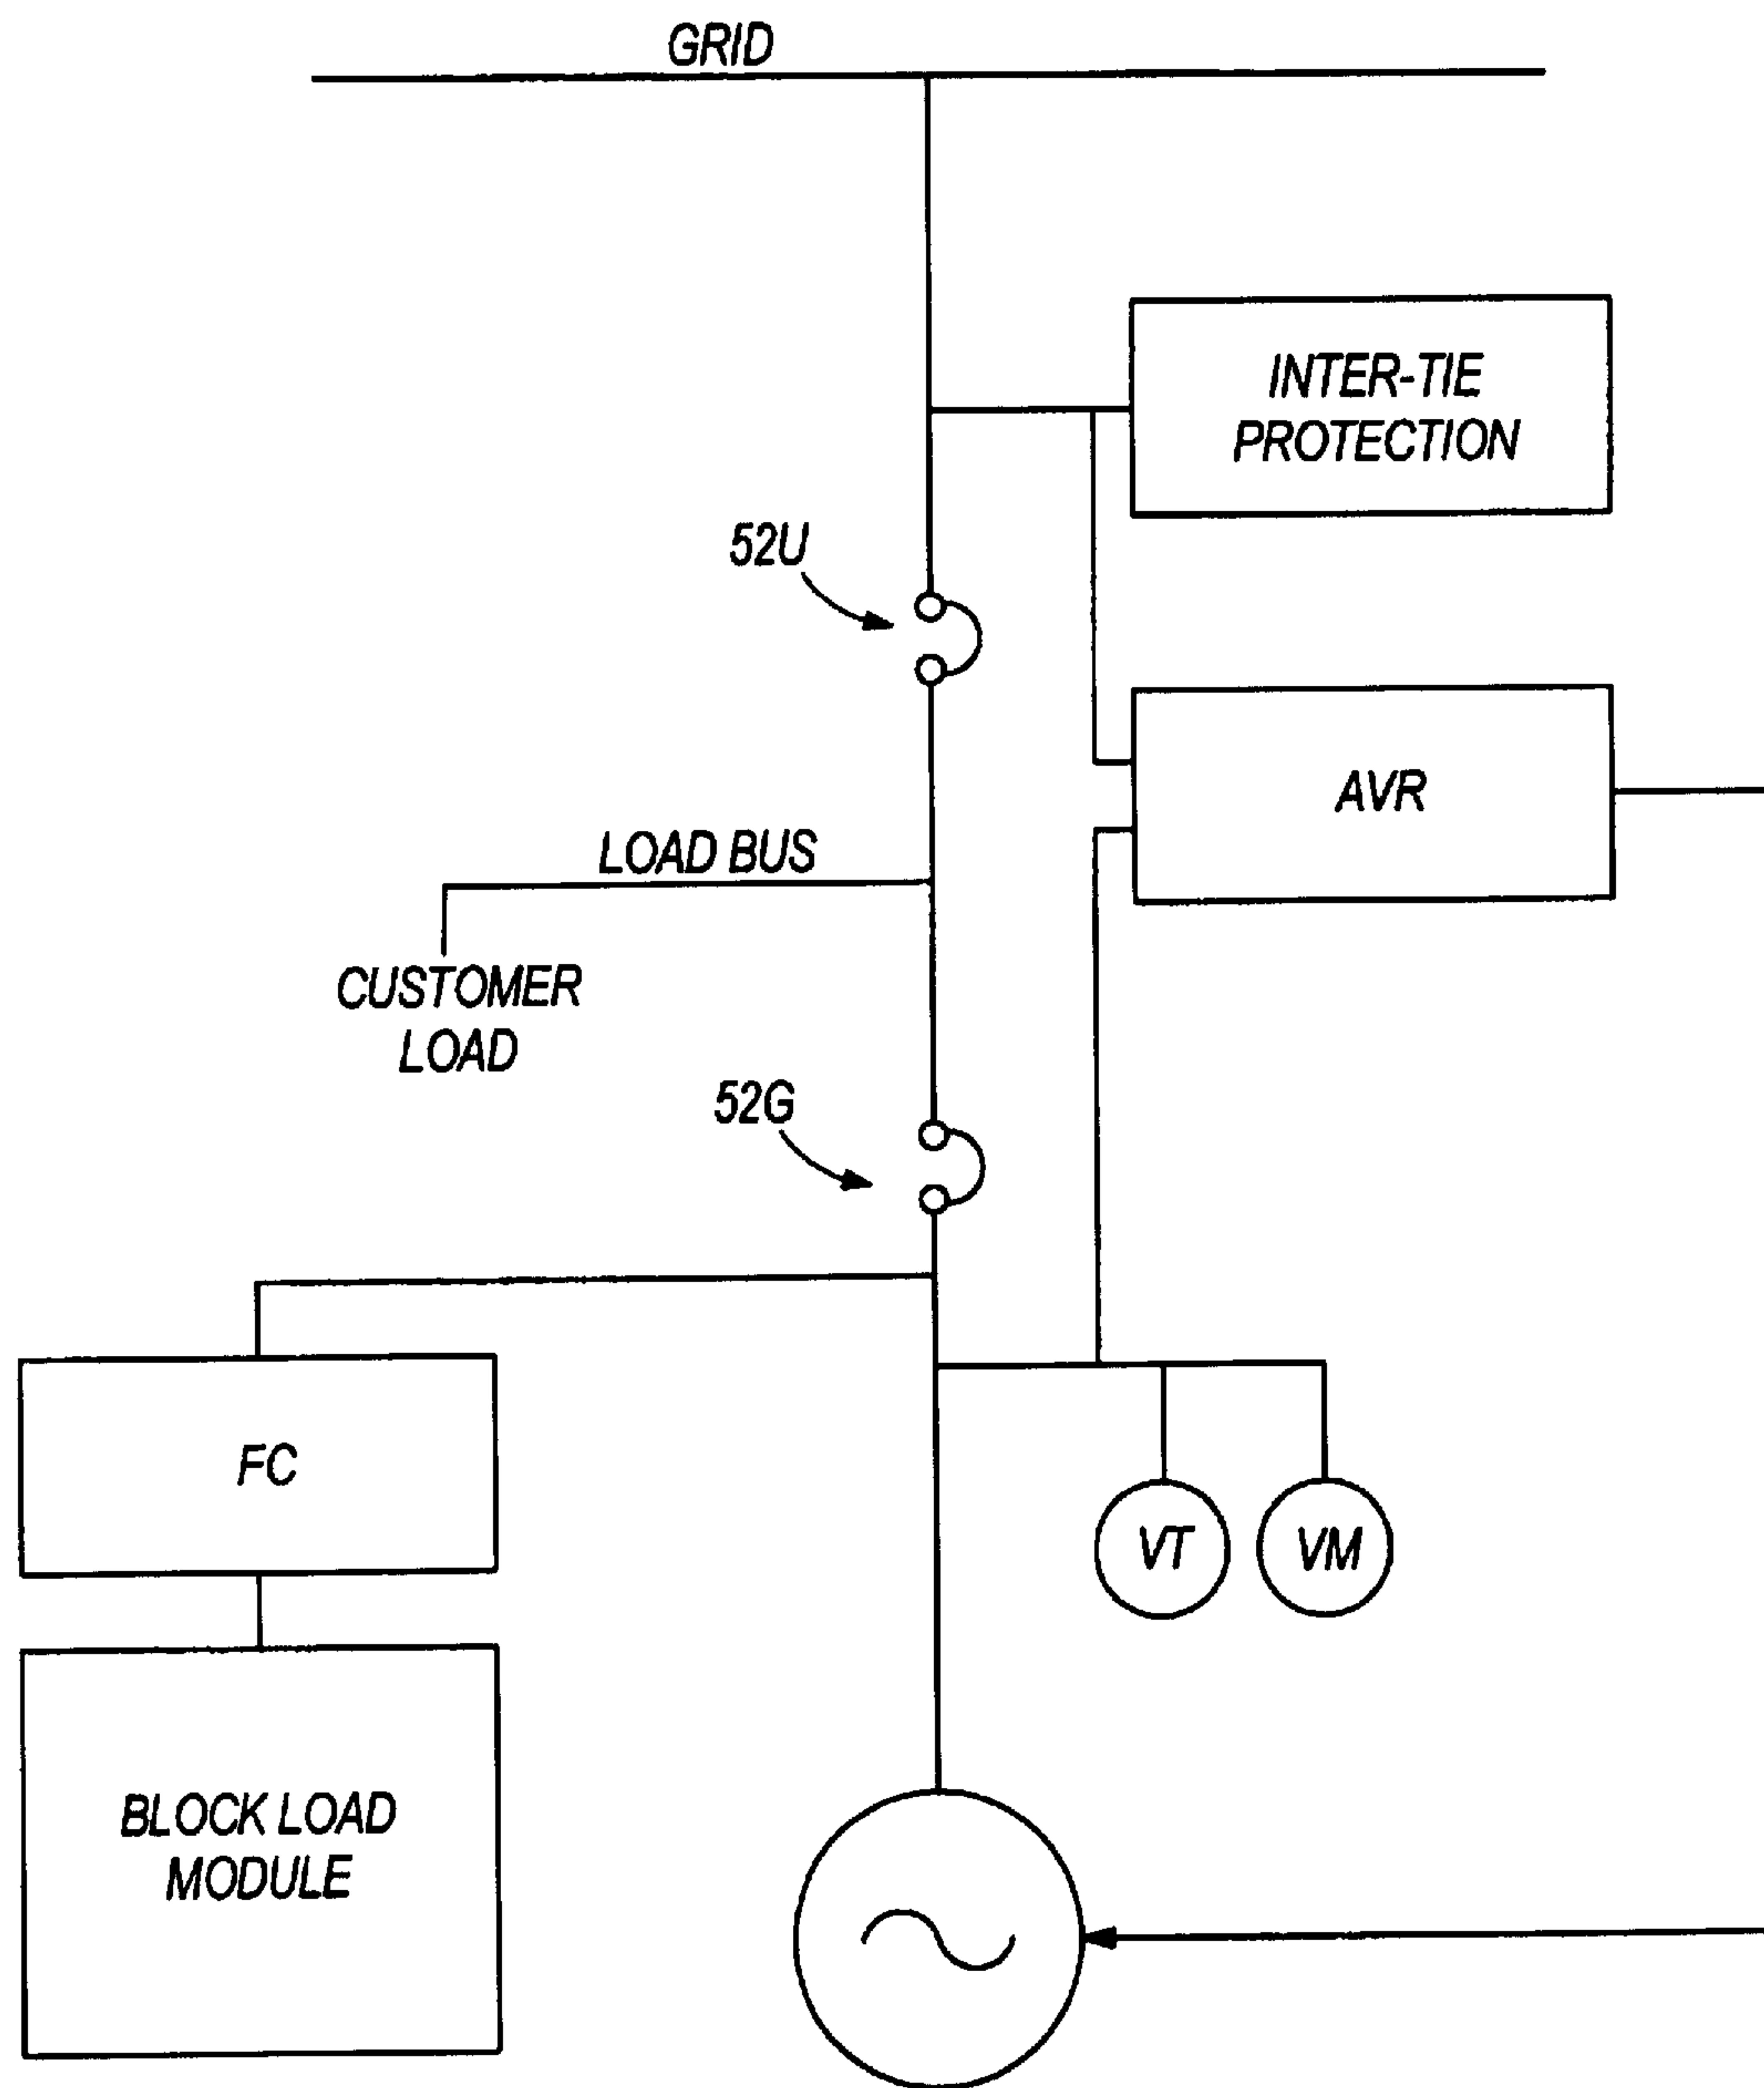 GRID
INTER-TIE
PROTECTION
52U
AVR
LOAD BUS
CUSTOMER
LOAD
52G
FC
VT
VM
BLOCK LOAD
MODULE